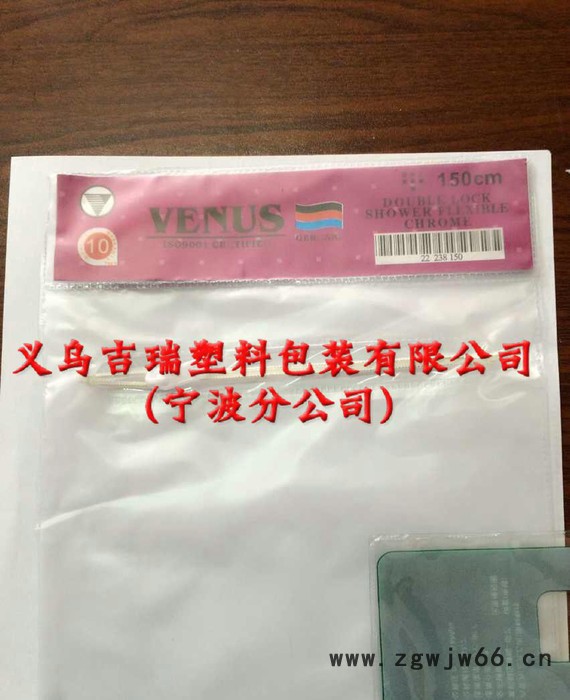 150cm
DOUBLE LOCK
SHOWER FLEXIBLE
CHROME
VENUS
ISO9001 CERTIFIED
10
22 238 150
义乌吉瑞塑料包装有限公司
(宁波分公司)
www.zgwjw66.cn